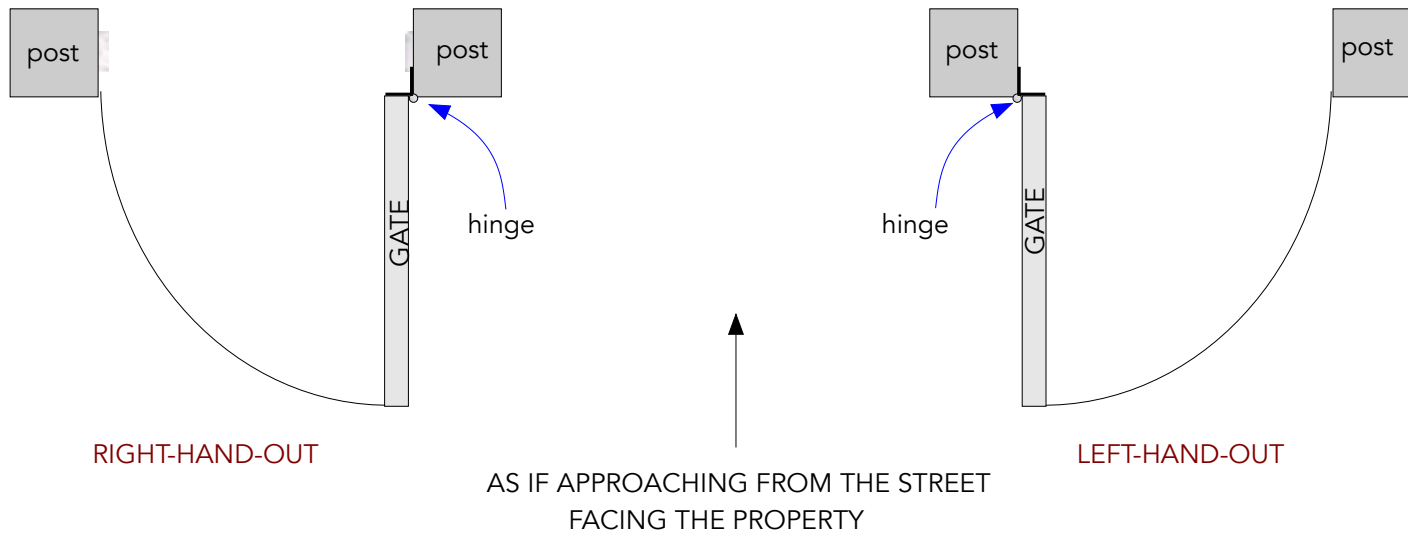 post
post
post
post
hinge
hinge
GATE
GATE
RIGHT-HAND-OUT
LEFT-HAND-OUT
AS IF APPROACHING FROM THE STREET
FACING THE PROPERTY